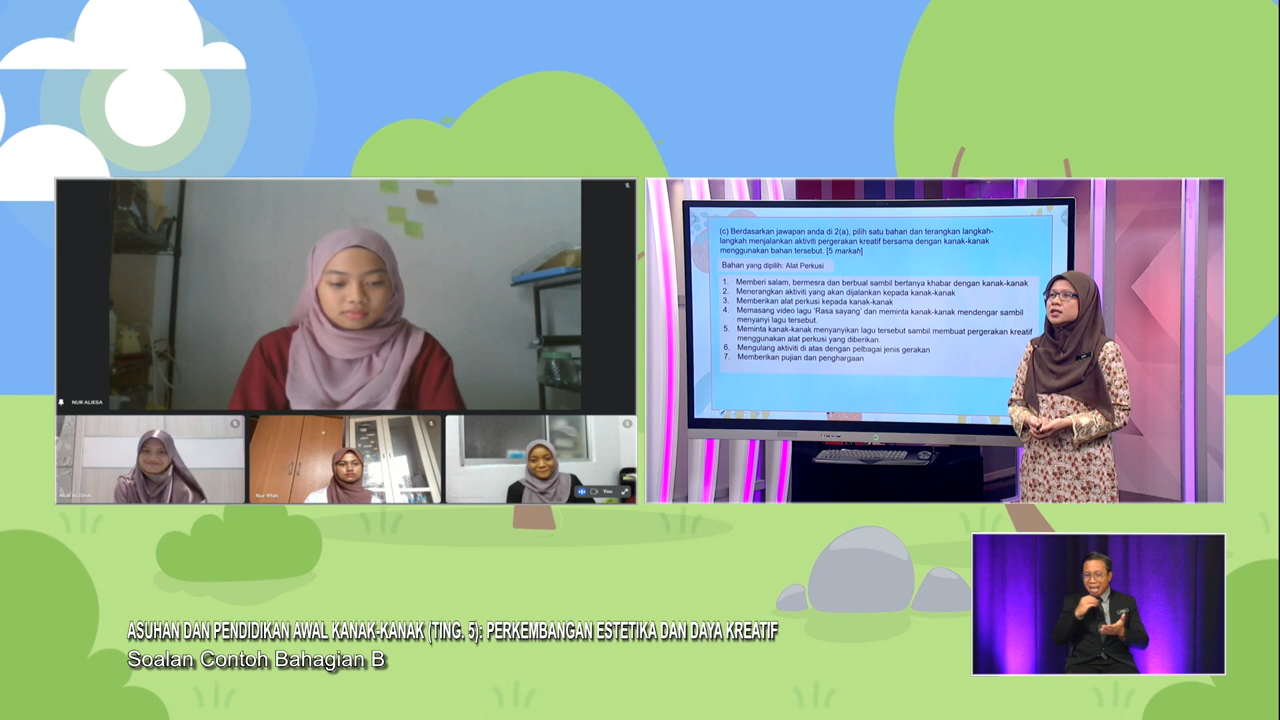 NUR ALIESA
NUR ALISHA
Nur Iffah
You
(c) Berdasarkan jawapan anda di 2(a), pilih satu bahan dan terangkan langkah-
langkah menjalankan aktiviti pergerakan kreatif bersama dengan kanak-kanak
menggunakan bahan tersebut. [5 markah]
Bahan yang dipilih: Alat Perkusi
1. Memberi salam, bermesra dan berbual sambil bertanya khabar dengan kanak-kanak
2. Menerangkan aktiviti yang akan dijalankan kepada kanak-kanak
3. Memberikan alat perkusi kepada kanak-kanak
4. Memasang video lagu 'Rasa sayang' dan meminta kanak-kanak mendengar sambil
menyanyi lagu tersebut.
5. Meminta kanak-kanak menyanyikan lagu tersebut sambil membuat pergerakan kreatif
menggunakan alat perkusi yang diberikan.
6. Mengulang aktiviti di atas dengan pelbagai jenis gerakan
7. Memberikan pujian dan penghargaan
ASUHAN DAN PENDIDIKAN AWAL KANAK-KANAK (TING. 5): PERKEMBANGAN ESTETIKA DAN DAYA KREATIF
Soalan Contoh Bahagian B